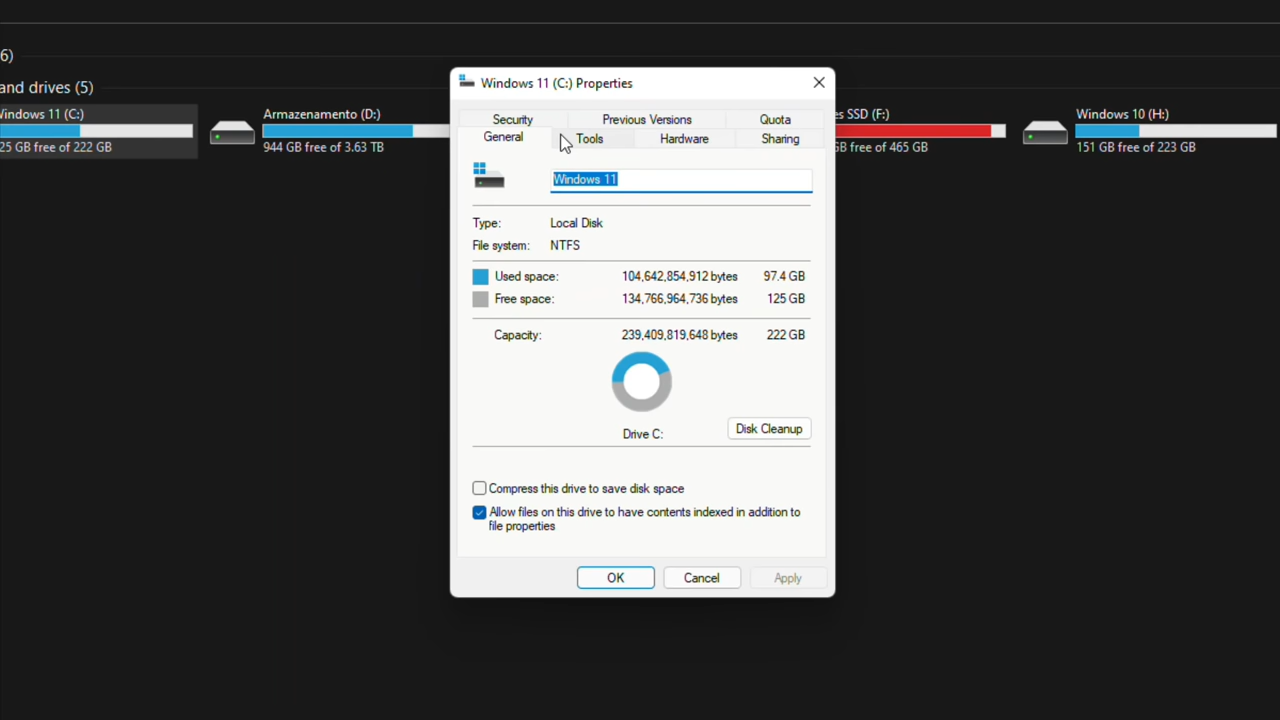 6)
and drives (5)
Windows 11 (C:)
25 GB free of 222 GB
Armazenamento (D:)
944 GB free of 3.63 TB
Windows 11 (C:) Properties
Security
Previous Versions
Quota
General
Tools
Hardware
Sharing
Windows 11
Type: Local Disk
File system: NTFS
Used space: 104,642,854,912 bytes 97.4 GB
Free space: 134,766,964,736 bytes 125 GB
Capacity: 239,409,819,648 bytes 222 GB
Drive C:
Disk Cleanup
Compress this drive to save disk space
Allow files on this drive to have contents indexed in addition to
file properties
OK
Cancel
Apply
SSD (F:)
GB free of 465 GB
Windows 10 (H:)
151 GB free of 223 GB